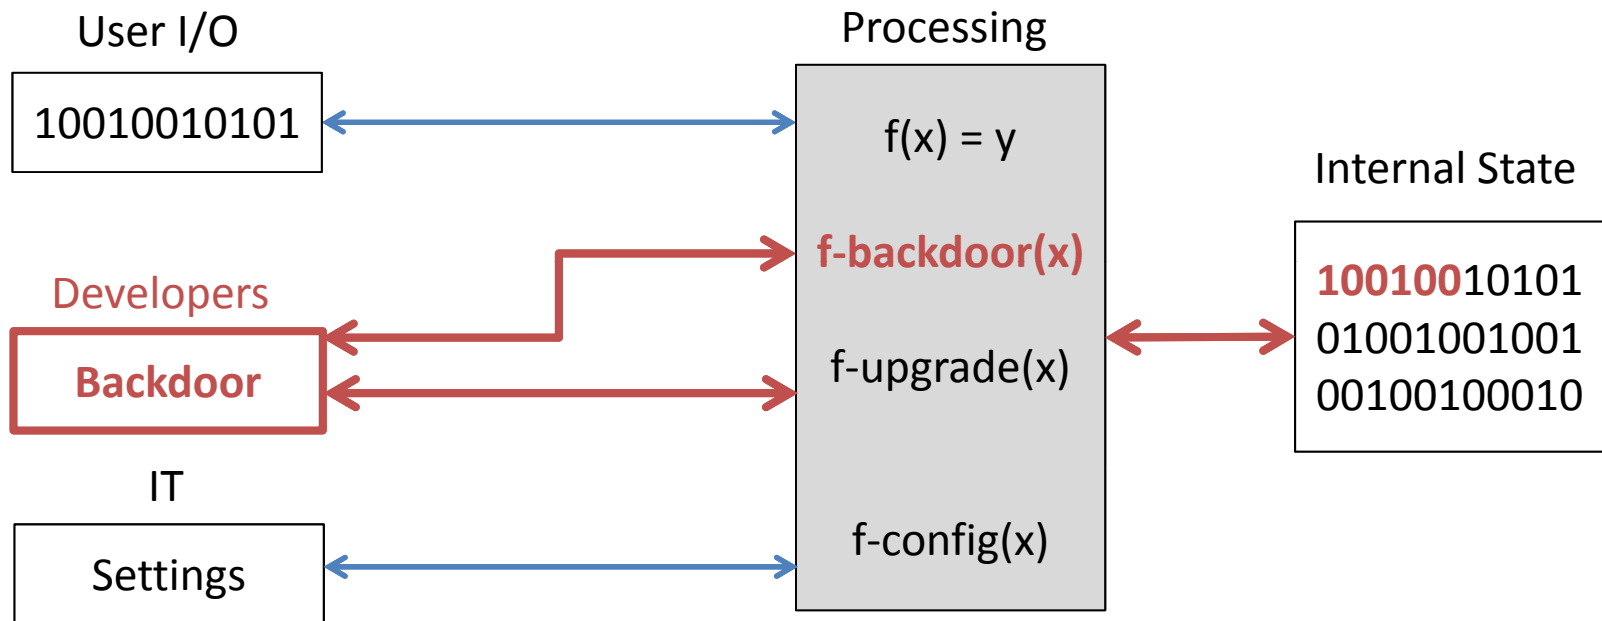 User I/O
10010010101
Developers
Backdoor
IT
Settings
Processing
f(x) = y
f-backdoor(x)
f-upgrade(x)
f-config(x)
Internal State
10010010101
01001001001
00100100010